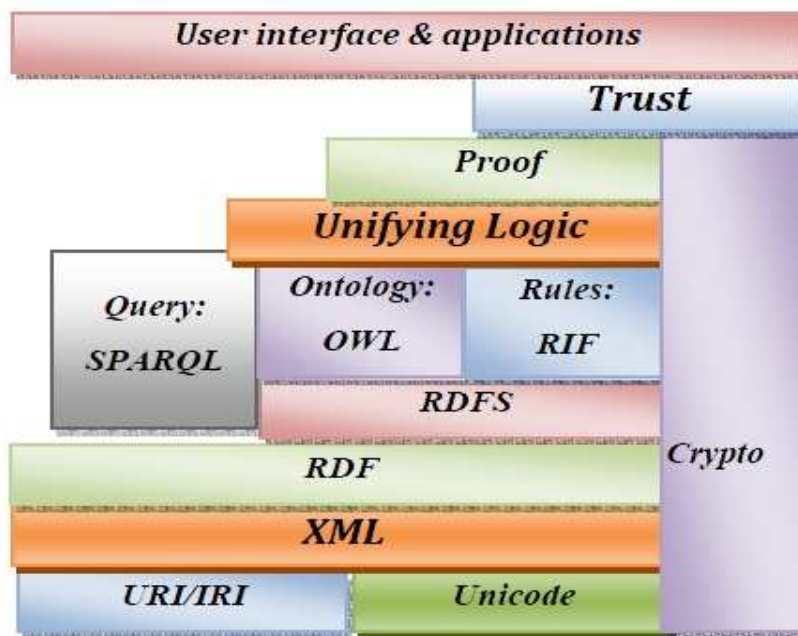 User interface & applications
Trust
Proof
Unifying Logic
Query:
SPARQL
Ontology:
OWL
Rules:
RIF
RDFS
RDF
Crypto
XML
URI/IRI
Unicode